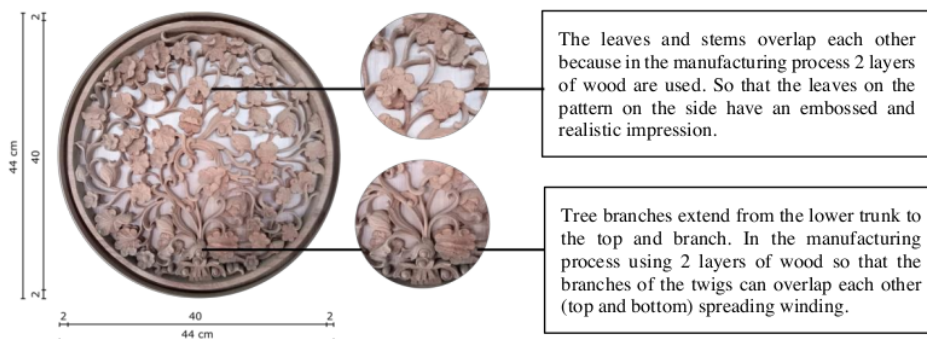 The leaves and stems overlap each other
because in the manufacturing process 2 layers
of wood are used. So that the leaves on the
pattern on the side have an embossed and
realistic impression.
Tree branches extend from the lower trunk to
the top and branch. In the manufacturing
process using 2 layers of wood so that the
branches of the twigs can overlap each other
(top and bottom) spreading winding.
2
40
2
44 cm
2
40
2
44 cm